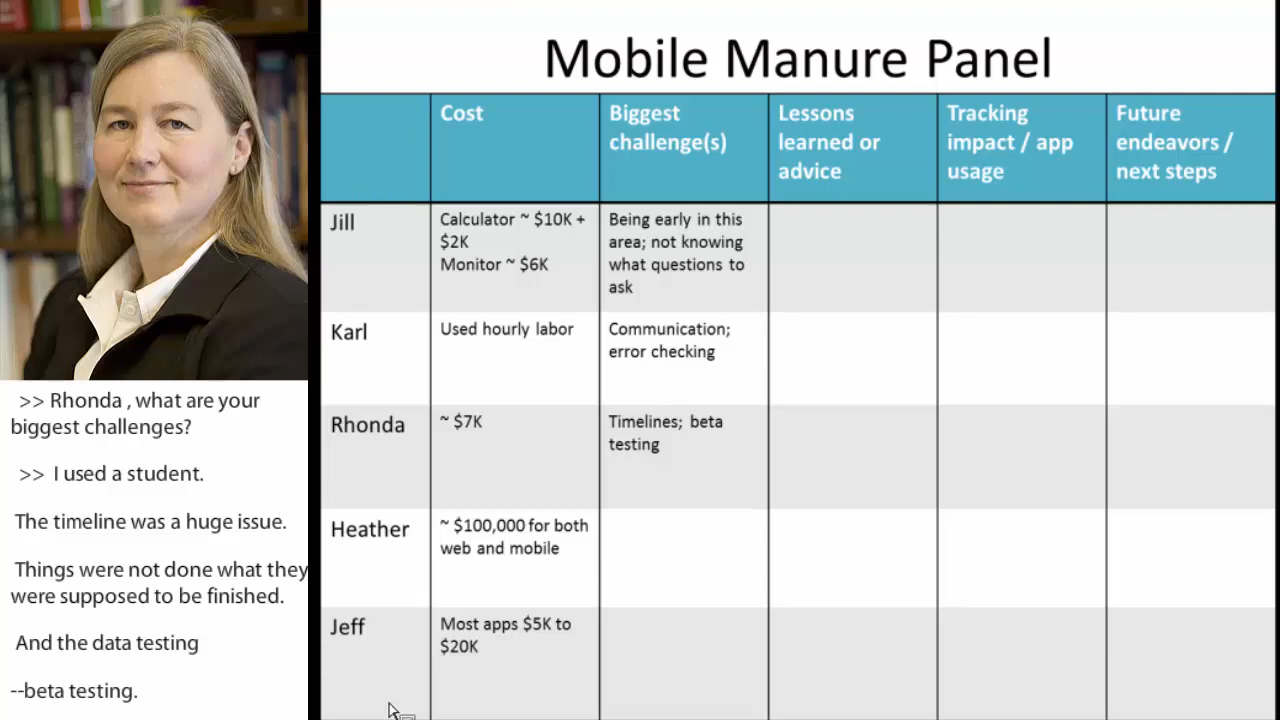 Mobile Manure Panel
Cost
Biggest
challenge(s)
Lessons
learned or
advice
Tracking
impact / app
usage
Future
endeavors /
next steps
Jill
Calculator ~ $10K +
$2K
Monitor ~ $6K
Being early in this
area; not knowing
what questions to
ask
Karl
Used hourly labor
Communication;
error checking
Rhonda
~ $7K
Timelines; beta
testing
Heather
~ $100,000 for both
web and mobile
Jeff
Most apps $5K to
$20K
>> Rhonda , what are your
biggest challenges?
>> I used a student.
The timeline was a huge issue.
Things were not done what they
were supposed to be finished.
And the data testing
--beta testing.